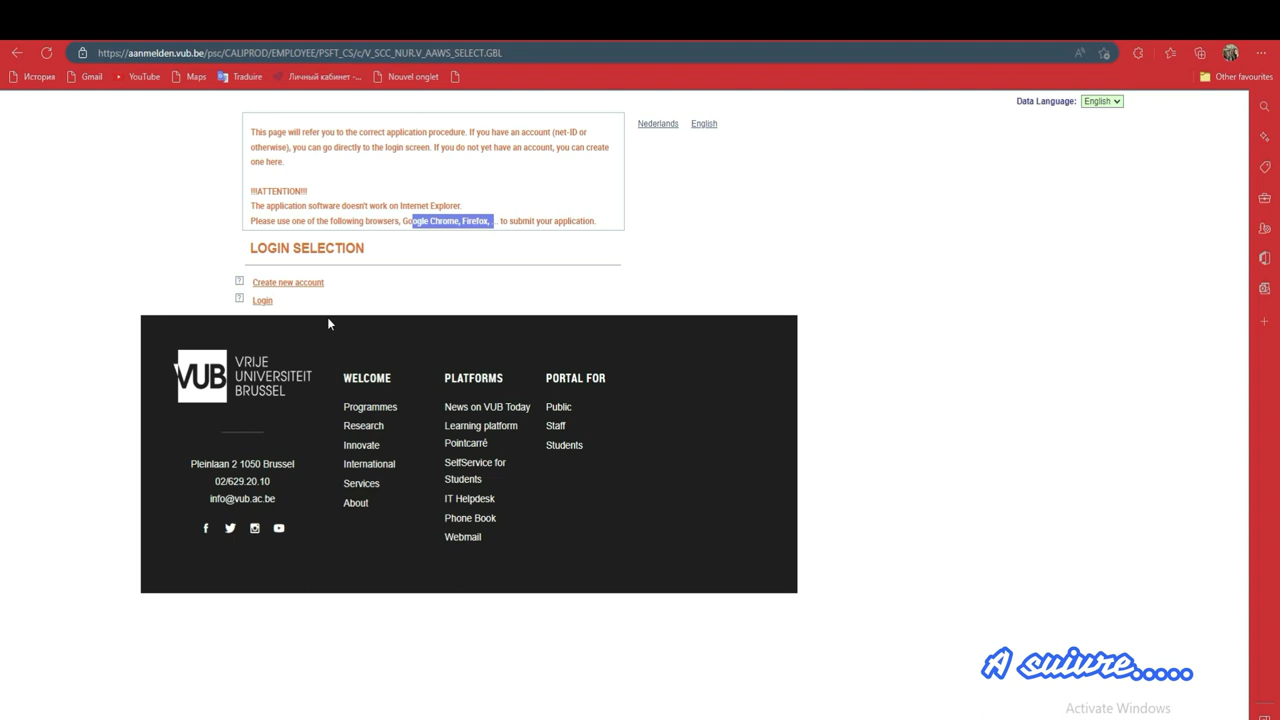 https://aanmelden.vub.be/psc/CALIPROD/EMPLOYEE/PSFT_CS/c/V_SCC_NUR.V_AAWS_SELECT.GBL
История Gmail YouTube Maps Traduire Личный кабинет -... Nouvel onglet Other favourites
Data Language: English
Nederlands English
This page will refer you to the correct application procedure. If you have an account (net-ID or
otherwise), you can go directly to the login screen. If you do not yet have an account, you can create
one here.
!!!ATTENTION!!!
The application software doesn't work on Internet Explorer.
Please use one of the following browsers, Google Chrome, Firefox, .. to submit your application.
LOGIN SELECTION
Create new account
Login
VUB VRIJE
UNIVERSITEIT
BRUSSEL
Pleinlaan 2 1050 Brussel
02/629.20.10
info@vub.ac.be
WELCOME
Programmes
Research
Innovate
International
Services
About
PLATFORMS
News on VUB Today
Learning platform
Pointcarré
SelfService for
Students
IT Helpdesk
Phone Book
Webmail
PORTAL FOR
Public
Staff
Students
A suivre.....
Activate Windows